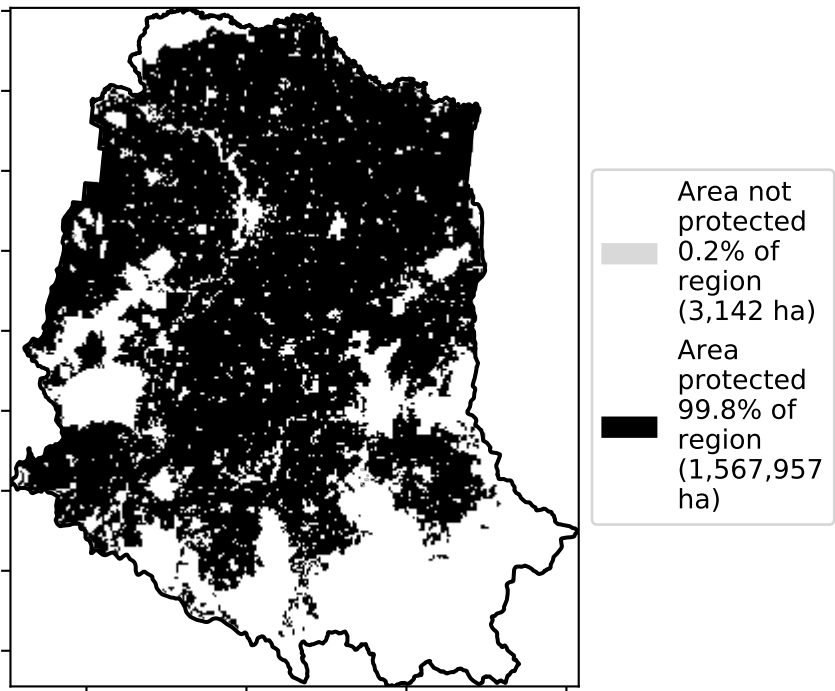 Area not
protected
0.2% of
region
(3,142 ha)
Area
protected
99.8% of
region
(1,567,957
ha)